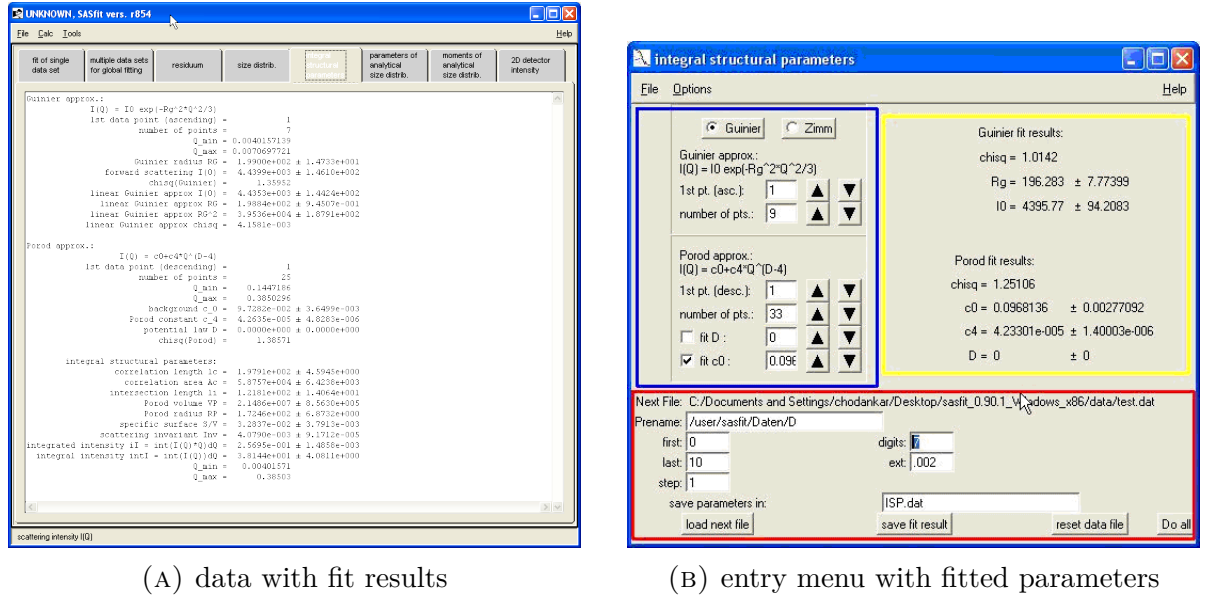 UNKNOWN, SASfit vers. r854
File Calc Tools Help
fit of single data set
multiple data sets for global fitting
residuum
size distrib.
integral structural parameters
parameters of analytical size distrib.
moments of analytical size distrib.
2D detector intensity
Guinier approx.:
I(Q) = I0 exp(-Rg^2*Q^2/3)
1st data point (ascending) = 1
number of points = 7
Q_min = 0.0040157139
Q_max = 0.0070697721
Guinier radius RG = 1.9900e+002 ± 1.4733e+001
forward scattering I(0) = 4.4399e+003 ± 1.4610e+002
chisq(Guinier) = 1.35952
linear Guinier approx I(0) = 4.4353e+003 ± 1.4424e+002
linear Guinier approx RG = 1.9884e+002 ± 9.4507e-001
linear Guinier approx RG^2 = 3.9536e+004 ± 1.8791e+002
linear Guinier approx chisq = 4.1581e-003
Porod approx.:
I(Q) = c0+c4*Q^(D-4)
1st data point (descending) = 1
number of points = 25
Q_min = 0.1447186
Q_max = 0.3850296
background c_0 = 9.7282e-002 ± 3.6499e-003
Porod constant c_4 = 4.2635e-005 ± 4.8283e-006
potential law D = 0.0000e+000 ± 0.0000e+000
chisq(Porod) = 1.38571
integral structural parameters:
correlation length lc = 1.9791e+002 ± 4.5945e+000
correlation area Ac = 5.8757e+004 ± 6.4238e+003
intersection length li = 1.2181e+002 ± 1.4064e+001
Porod volume VP = 2.1486e+007 ± 8.5630e+005
Porod radius RP = 1.7246e+002 ± 6.8732e+000
specific surface S/V = 3.2837e-002 ± 3.7913e-003
scattering invariant Inv = 4.0790e-003 ± 9.1712e-005
integrated intensity iI = int(I(Q)*Q)dQ = 2.5695e-001 ± 1.4858e-003
integral intensity intI = int(I(Q))dQ = 3.8144e+001 ± 4.0811e+000
Q_min = 0.00401571
Q_max = 0.38503
scattering intensity I(Q)
(A) data with fit results
integral structural parameters
File Options Help
Guinier Zimm
Guinier approx.:
I(Q) = I0 exp(-Rg^2*Q^2/3)
1st pt. (asc.): 1
number of pts.: 9
Porod approx.:
I(Q) = c0+c4*Q^(D-4)
1st pt. (desc.): 1
number of pts.: 33
fit D : 0
fit c0 : 0.096
Guinier fit results:
chisq = 1.0142
Rg = 196.283 ± 7.77399
I0 = 4395.77 ± 94.2083
Porod fit results:
chisq = 1.25106
c0 = 0.0968136 ± 0.00277092
c4 = 4.23301e-005 ± 1.40003e-006
D = 0 ± 0
Next File: C:/Documents and Settings/chodankar/Desktop/sasfit_0.90.1_Windows_x86/data/test.dat
Prename: /user/sasfit/Daten/D
first: 0 digits: 7
last: 10 ext: .002
step: 1
save parameters in: ISP.dat
load next file save fit result reset data file Do all
(B) entry menu with fitted parameters